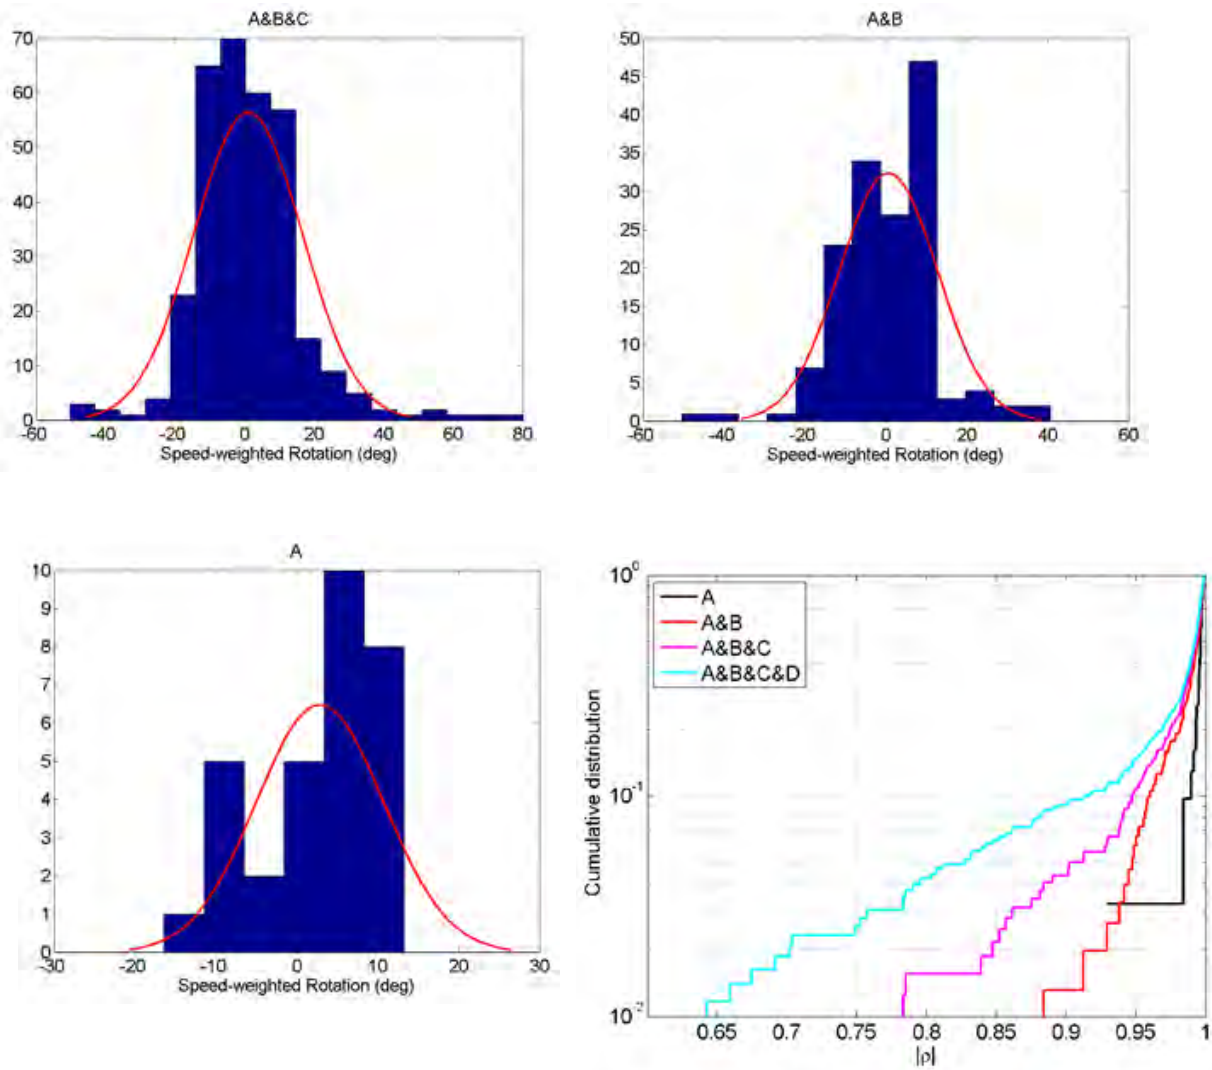 A&B&C
70
60
50
40
30
20
10
0
-60 -40 -20 0 20 40 60 80
Speed-weighted Rotation (deg)
A&B
50
45
40
35
30
25
20
15
10
5
0
-60 -40 -20 0 20 40 60
Speed-weighted Rotation (deg)
A
10
9
8
7
6
5
4
3
2
1
0
-30 -20 -10 0 10 20 30
Speed-weighted Rotation (deg)
A
A&B
A&B&C
A&B&C&D
Cumulative distribution
10^0
10^-1
10^-2
0.65 0.7 0.75 0.8 0.85 0.9 0.95 1
|ρ|